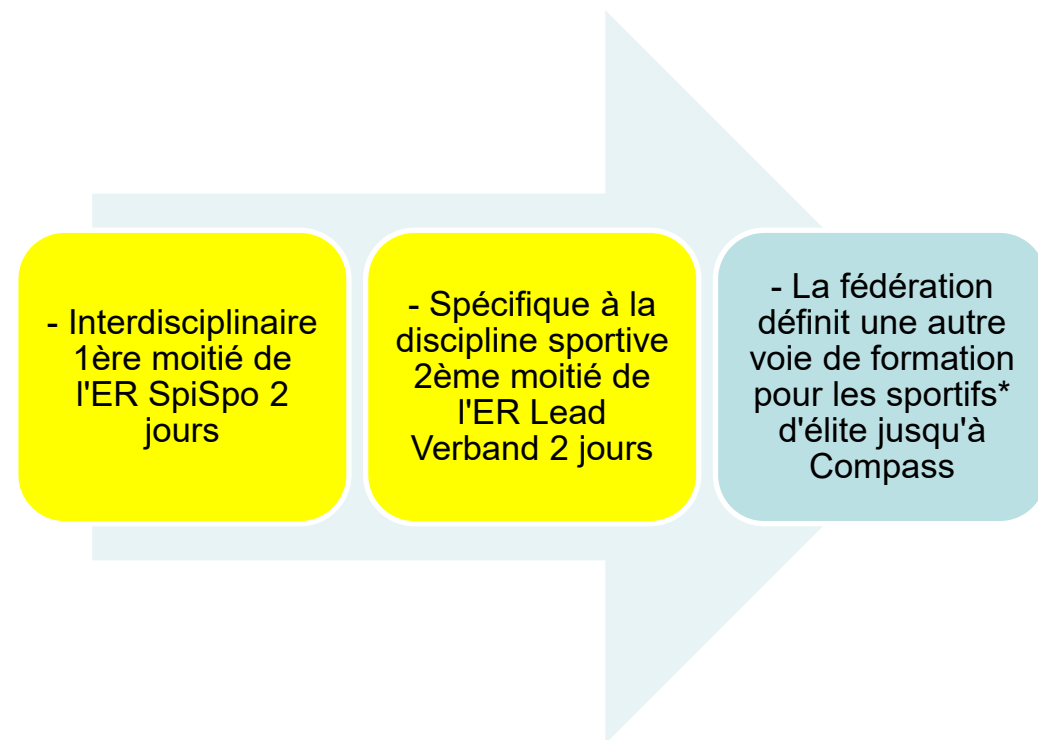 - Interdisciplinaire
1ère moitié de
l'ER SpiSpo 2
jours
- Spécifique à la
discipline sportive
2ème moitié de
l'ER Lead
Verband 2 jours
- La fédération
définit une autre
voie de formation
pour les sportifs*
d'élite jusqu'à
Compass